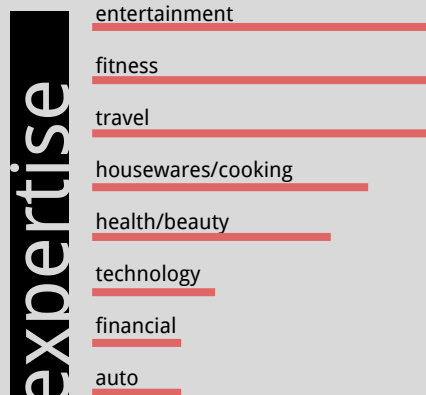 expertise
entertainment
fitness
travel
housewares/cooking
health/beauty
technology
financial
auto